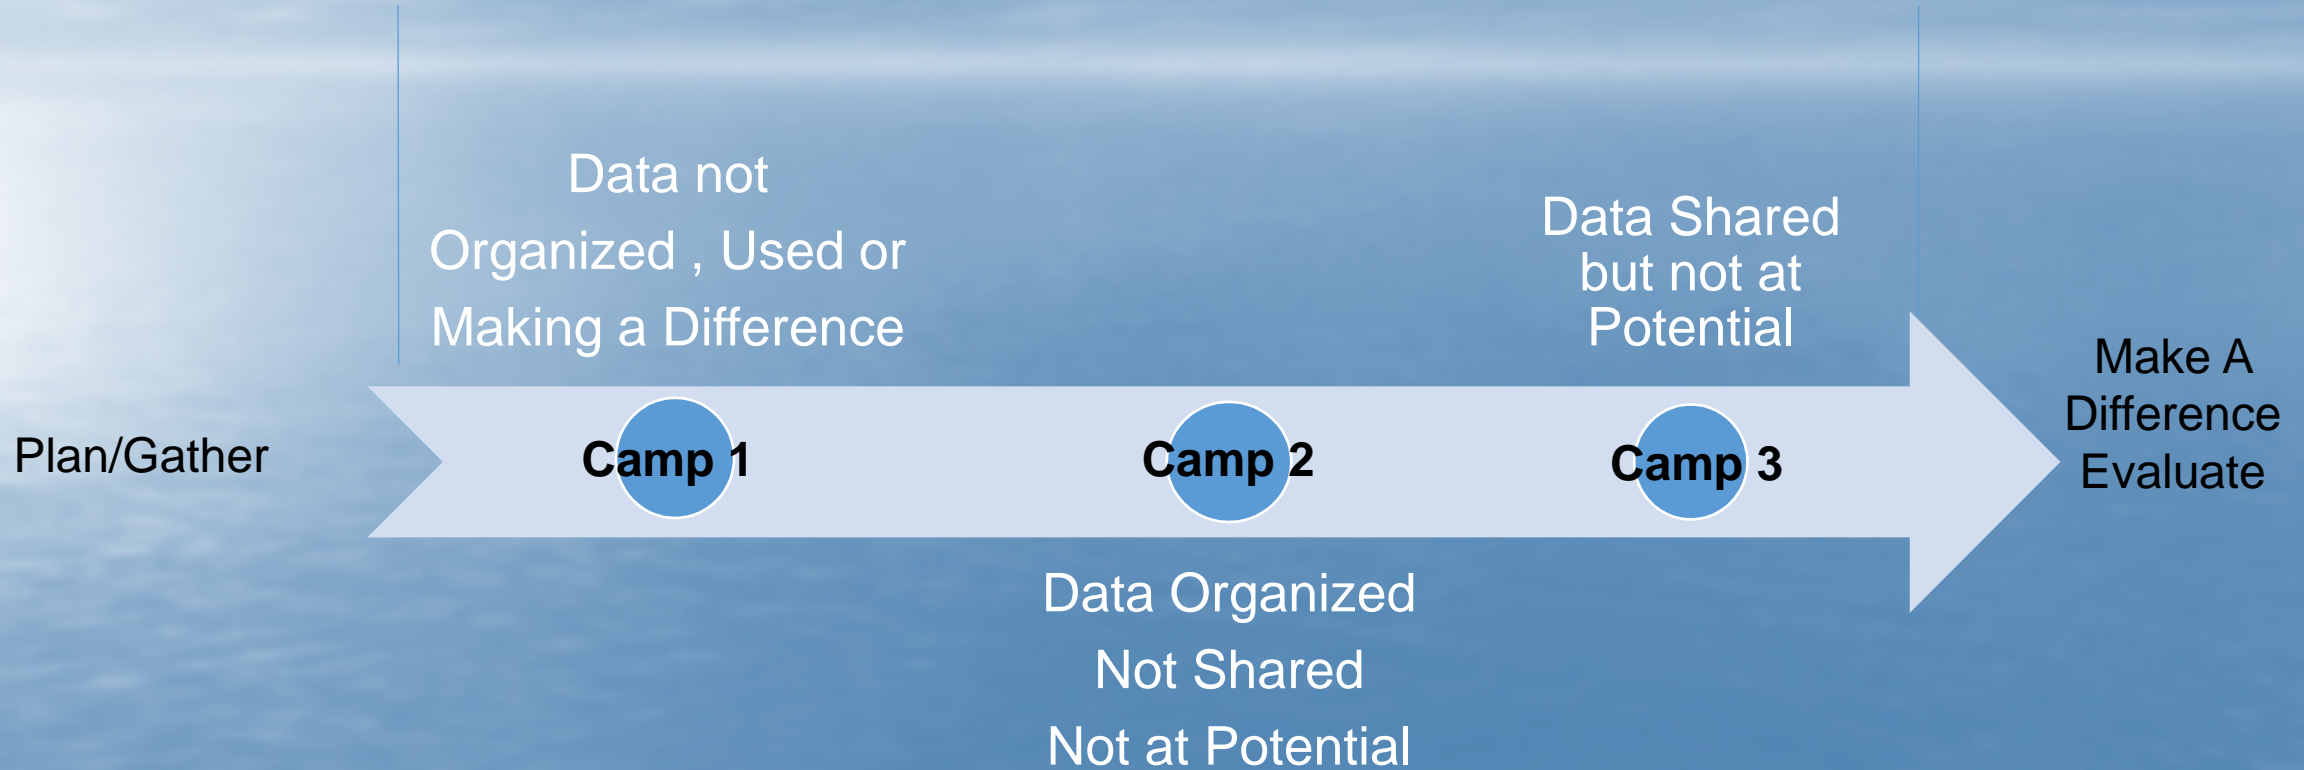 Plan/Gather
Data not
Organized , Used or
Making a Difference
Camp 1
Camp 2
Data Organized
Not Shared
Not at Potential
Data Shared
but not at
Potential
Camp 3
Make A
Difference
Evaluate